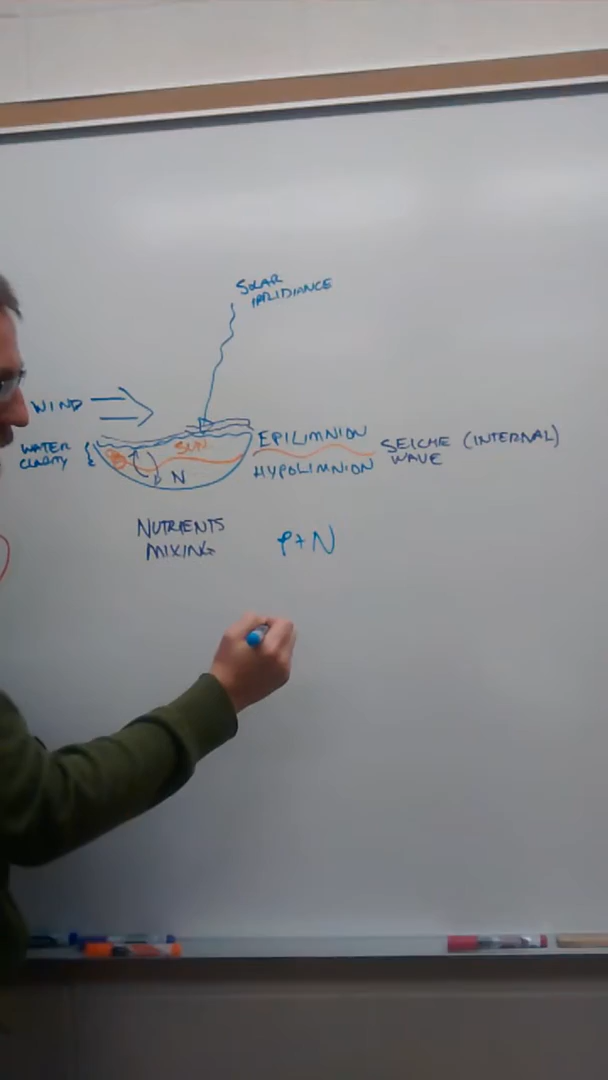 SOLAR
IRRIDIANCE
WIND
WATER
CLARITY
SUN
N
EPILIMNION
HYPOLIMNION
SEICHE (INTERNAL)
WAVE
NUTRIENTS
MIXING
P+N